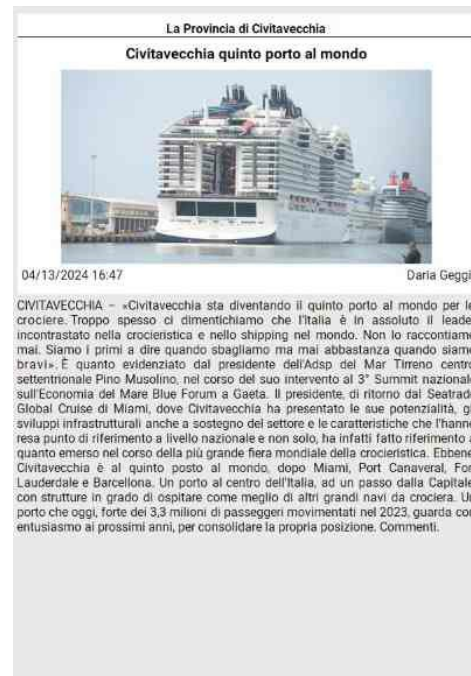 La Provincia di Civitavecchia
Civitavecchia quinto porto al mondo
04/13/2024 16:47
Daria Geggi
CIVITAVECCHIA – «Civitavecchia sta diventando il quinto porto al mondo per le
crociere. Troppo spesso ci dimentichiamo che l'Italia è in assoluto il leade
incontrastato nella crocieristica e nello shipping nel mondo. Non lo raccontiamo
mai. Siamo i primi a dire quando sbagliamo ma mai abbastanza quando siamo
bravi». È quanto evidenziato dal presidente dell'Adsp del Mar Tirreno centro
settentrionale Pino Musolino, nel corso del suo intervento al 3° Summit nazionale
sull'Economia del Mare Blue Forum a Gaeta. Il presidente, di ritorno dal Seatrade
Global Cruise di Miami, dove Civitavecchia ha presentato le sue potenzialità, gl
sviluppi infrastrutturali anche a sostegno del settore e le caratteristiche che l'hanno
resa punto di riferimento a livello nazionale e non solo, ha infatti fatto riferimento a
quanto emerso nel corso della più grande fiera mondiale della crocieristica. Ebbene
Civitavecchia è al quinto posto al mondo, dopo Miami, Port Canaveral, For
Lauderdale e Barcellona. Un porto al centro dell'Italia, ad un passo dalla Capitale
con strutture in grado di ospitare come meglio di altri grandi navi da crociera. Un
porto che oggi, forte dei 3,3 milioni di passeggeri movimentati nel 2023, guarda con
entusiasmo ai prossimi anni, per consolidare la propria posizione. Commenti.